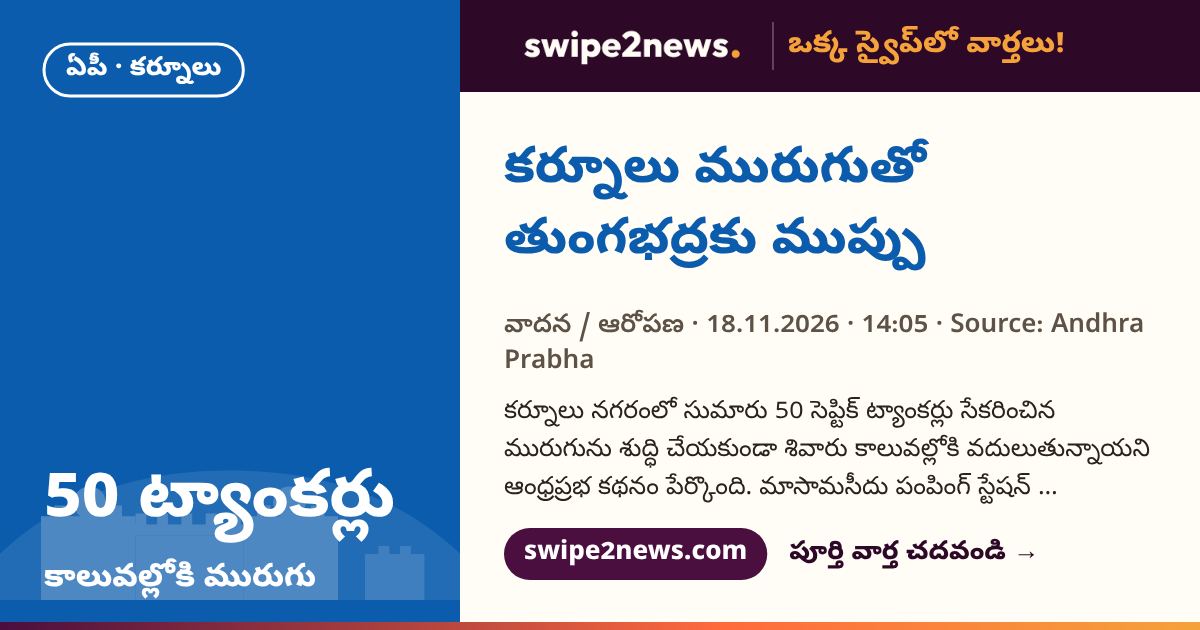 ఏపీ · కర్నూలు
50 ట్యాంకర్లు
కాలువల్లోకి మురుగు
swipe2news.
ఒక్క స్వైప్‌లో వార్తలు!
కర్నూలు మురుగుతో
తుంగభద్రకు ముప్పు
వాదన / ఆరోపణ · 18.11.2026 · 14:05 · Source: Andhra
Prabha
కర్నూలు నగరంలో సుమారు 50 సెప్టిక్ ట్యాంకర్లు సేకరించిన
మురుగును శుద్ధి చేయకుండా శివారు కాలువల్లోకి వదులుతున్నాయని
ఆంధ్రప్రభ కథనం పేర్కొంది. మాసామసీదు పంపింగ్ స్టేషన్ ...
swipe2news.com
పూర్తి వార్త చదవండి →